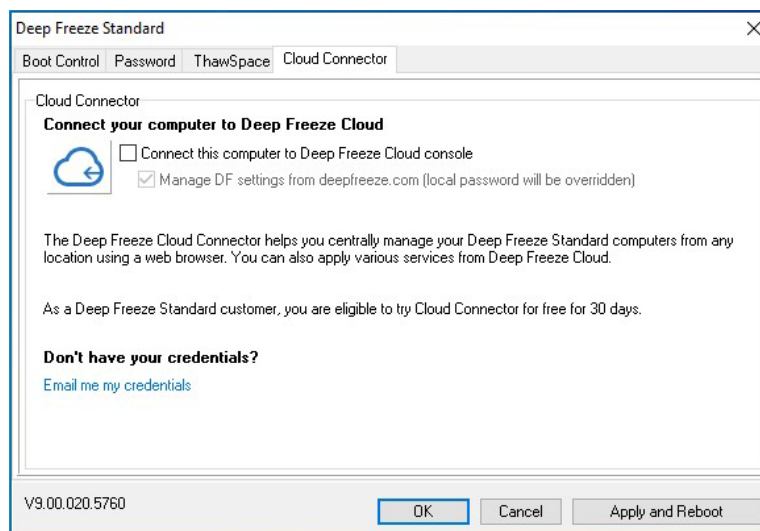 Deep Freeze Standard
Boot Control Password ThawSpace Cloud Connector
Cloud Connector
Connect your computer to Deep Freeze Cloud
Connect this computer to Deep Freeze Cloud console
Manage DF settings from deepfreeze.com (local password will be overridden)
The Deep Freeze Cloud Connector helps you centrally manage your Deep Freeze Standard computers from any
location using a web browser. You can also apply various services from Deep Freeze Cloud.
As a Deep Freeze Standard customer, you are eligible to try Cloud Connector for free for 30 days.
Don't have your credentials?
Email me my credentials
V9.00.020.5760
OK Cancel Apply and Reboot